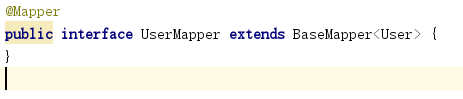 @Mapper
public interface UserMapper extends BaseMapper<User> {
}